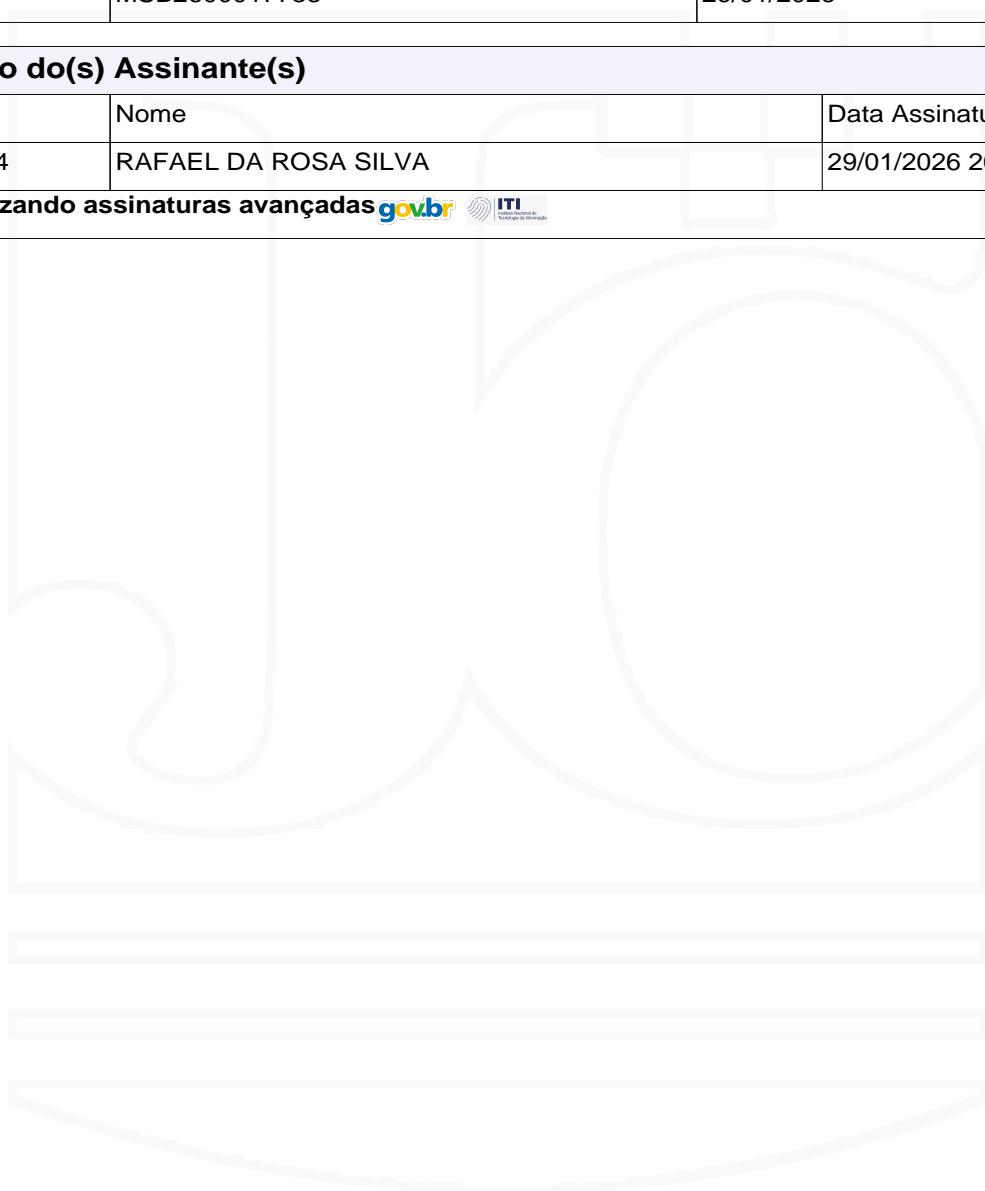 o do(s) Assinante(s)
Nome Data Assinatu
4 RAFAEL DA ROSA SILVA 29/01/2026 20
zando assinaturas avançadas gov.br ITI